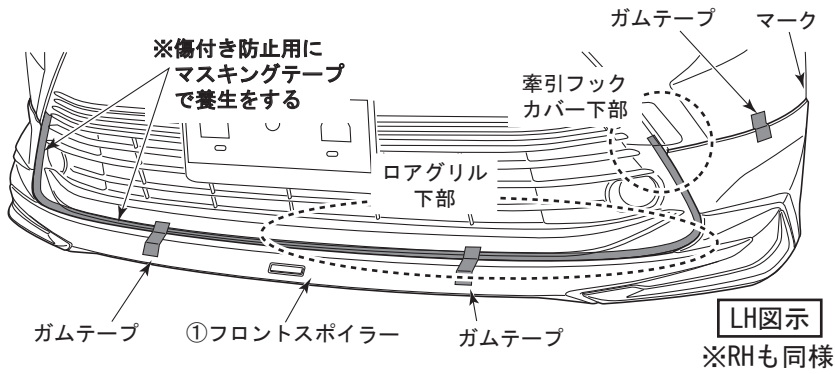 ガムテープ
マーク
※傷付き防止用に
マスキングテープ
で養生をする
牽引フック
カバー下部
ロアグリル
下部
ガムテープ
①フロントスポイラー
ガムテープ
LH図示
※RHも同様